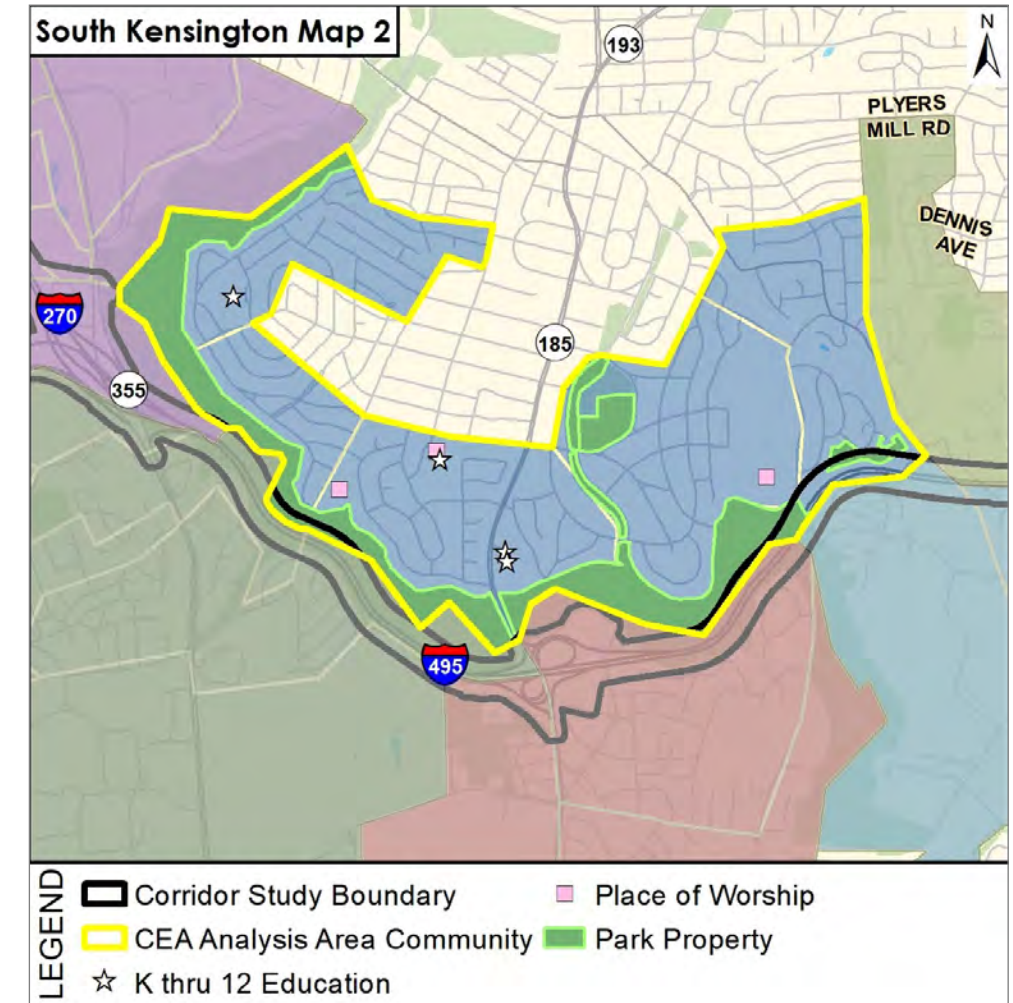 South Kensington Map 2
N
193
PLYERS
MILL RD
DENNIS
AVE
270
185
355
495
LEGEND
Corridor Study Boundary
Place of Worship
CEA Analysis Area Community
Park Property
K thru 12 Education